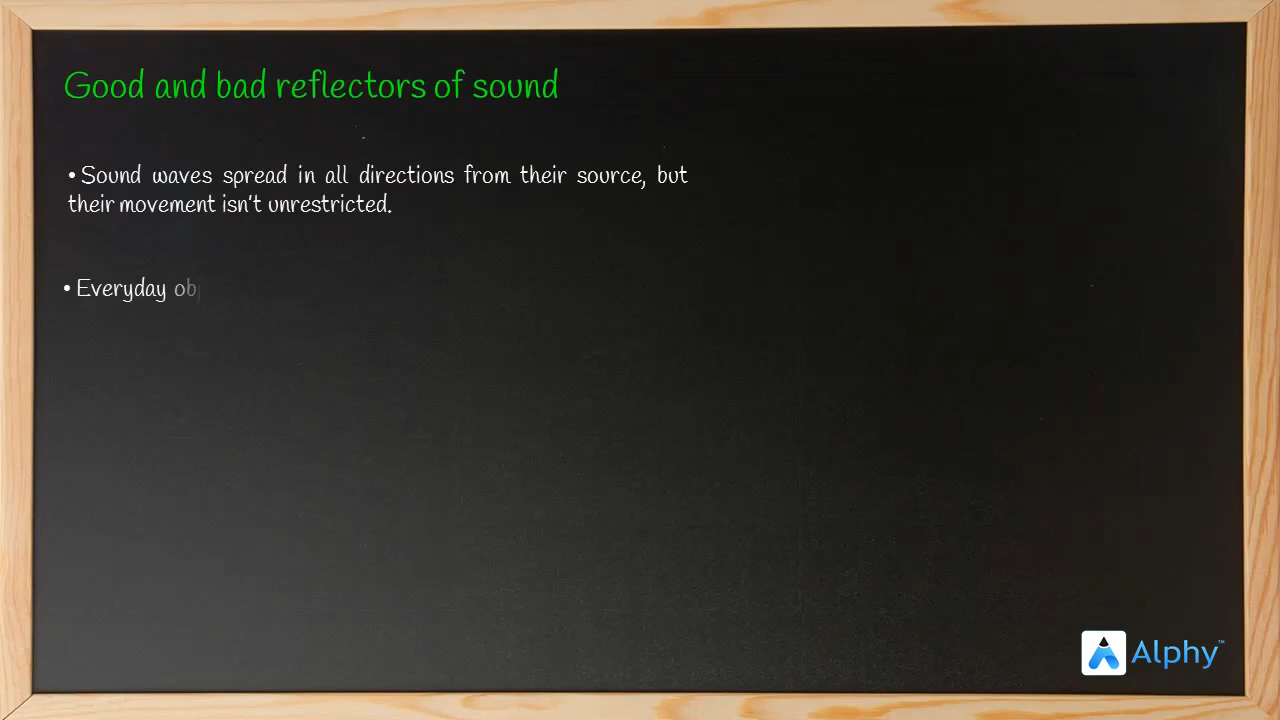 Good and bad reflectors of sound
• Sound waves spread in all directions from their source, but
their movement isn't unrestricted.
• Everyday
Alphy™